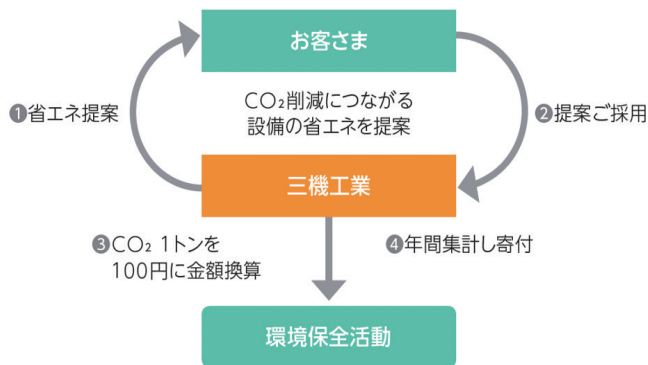 お客さま
❶省エネ提案
CO₂削減につながる
設備の省エネを提案
❷提案ご採用
三機工業
❸CO₂ 1トンを
100円に金額換算
❹年間集計し寄付
環境保全活動